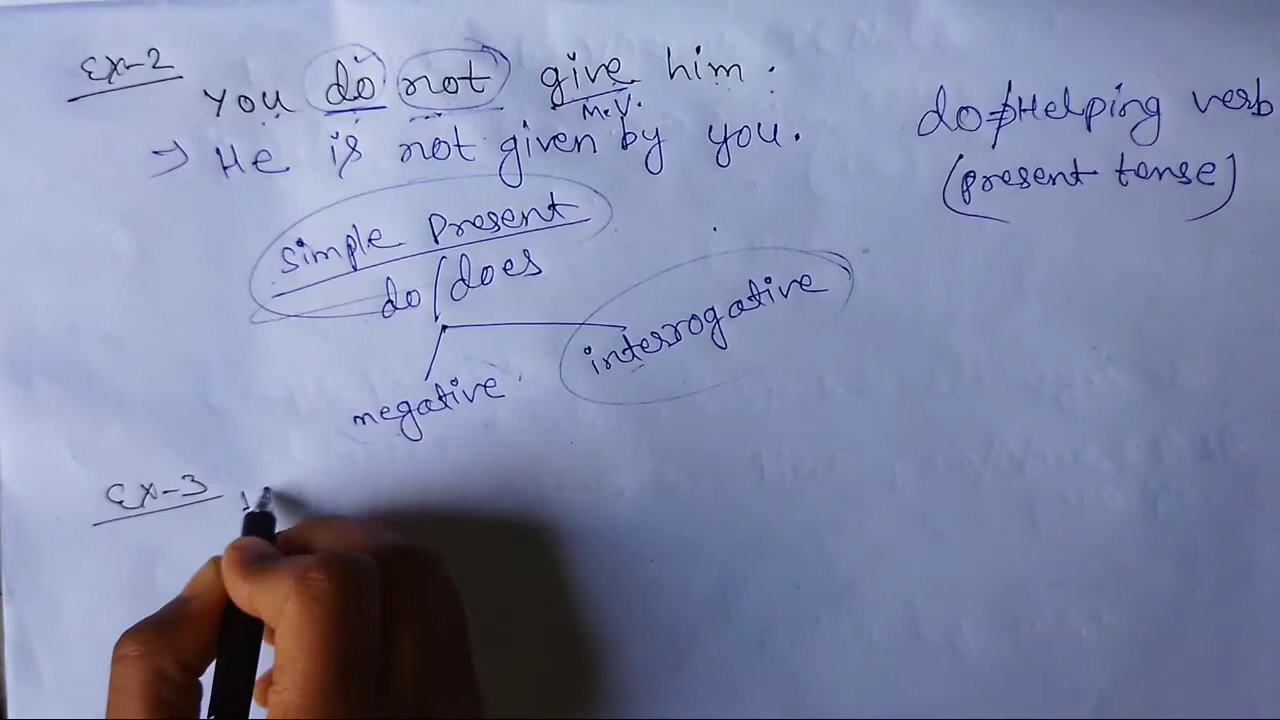 Ex-2
You do not give him.
M.V.
→ He is not given by you.
do ≠ Helping verb
(present tense)
simple Present
do/does
negative
interrogative
Ex-3